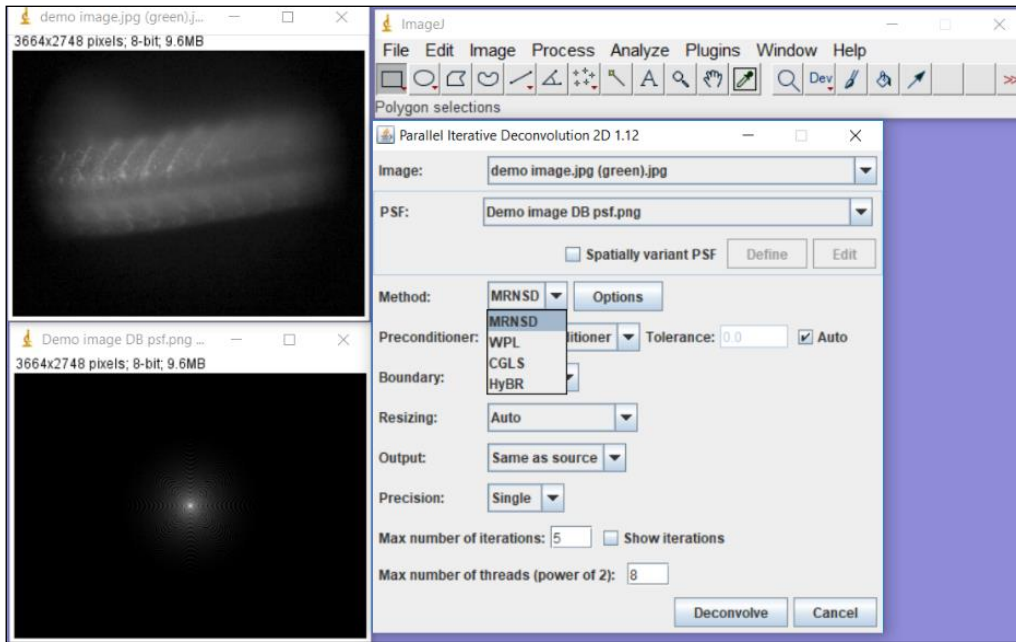 demo image.jpg (green).j...
3664x2748 pixels; 8-bit; 9.6MB
Demo image DB psf.png ...
3664x2748 pixels; 8-bit; 9.6MB
ImageJ
File Edit Image Process Analyze Plugins Window Help
A Dev >>
Polygon selections
Parallel Iterative Deconvolution 2D 1.12
Image: demo image.jpg (green).jpg
PSF: Demo image DB psf.png
Spatially variant PSF Define Edit
Method: MRNSD Options
MRNSD
WPL
CGLS
HyBR
Preconditioner: ditioner Tolerance: 0.0 Auto
Boundary:
Resizing: Auto
Output: Same as source
Precision: Single
Max number of iterations: 5 Show iterations
Max number of threads (power of 2): 8
Deconvolve Cancel